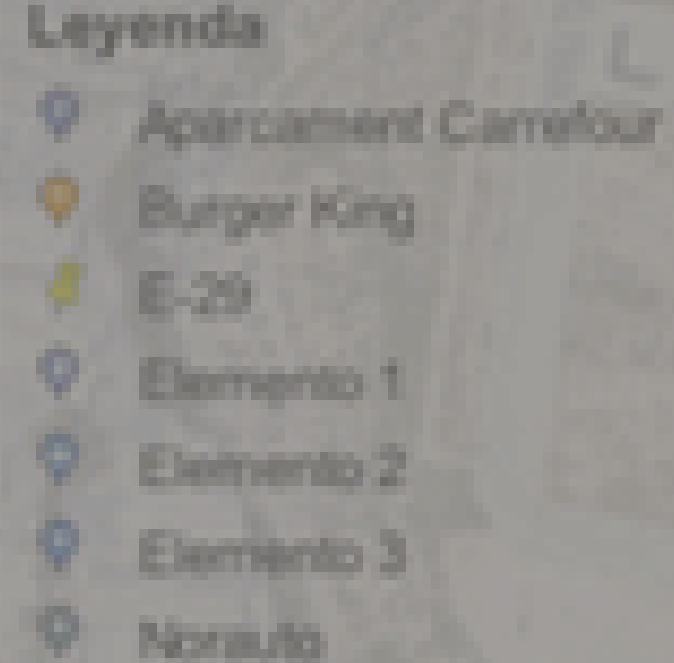 Leyenda
Aparcament Carrefour
Burger King
E-29
Elemento 1
Elemento 2
Elemento 3
Norauto